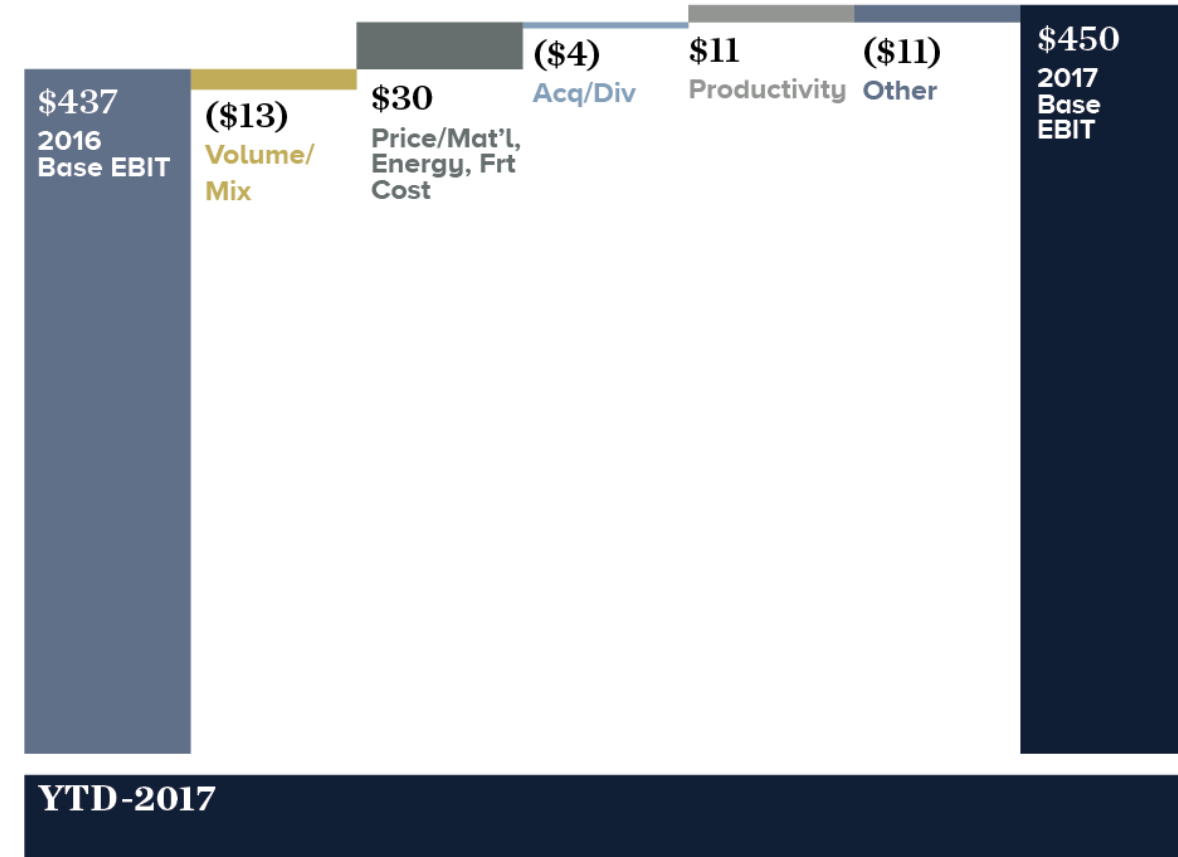 $437
2016
Base EBIT
($13)
Volume/
Mix
$30
Price/Mat’l,
Energy, Frt
Cost
($4)
Acq/Div
$11
Productivity
($11)
Other
$450
2017
Base
EBIT
YTD-2017